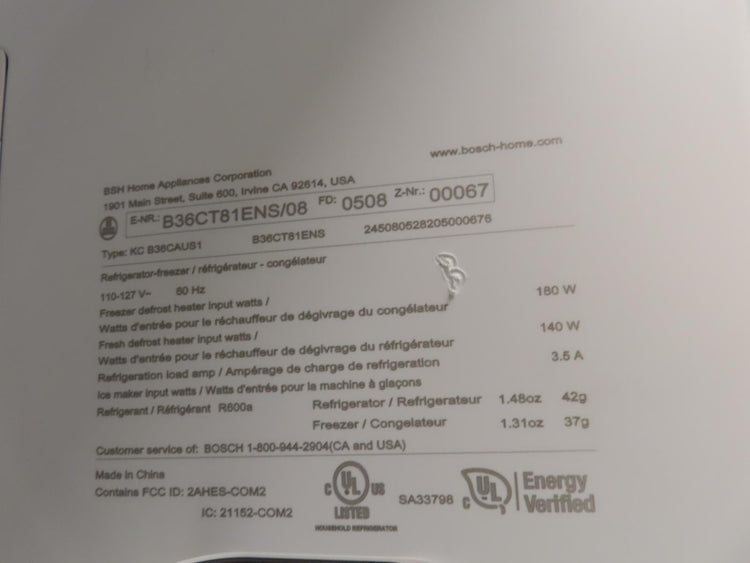 www.bosch-home.com
BSH Home Appliances Corporation
1901 Main Street, Suite 600, Irvine CA 92614, USA
E-NR.: B36CT81ENS/08 FD: 0508 Z-Nr.: 00067
Type: KC B36CAUS1 B36CT81ENS 245080528205000676
Refrigerator-freezer / réfrigérateur - congélateur
110-127 V~ 60 Hz
Freezer defrost heater input watts /
Watts d'entrée pour le réchauffeur de dégivrage du congélateur 180 W
Fresh defrost heater input watts /
Watts d'entrée pour le réchauffeur de dégivrage du réfrigérateur 140 W
Refrigeration load amp / Ampérage de charge de refrigeration 3.5 A
Ice maker input watts / Watts d'entrée pour la machine à glaçons
Refrigerant / Réfrigérant R600a Refrigerator / Refrigerateur 1.48oz 42g
Freezer / Congelateur 1.31oz 37g
Customer service of: BOSCH 1-800-944-2904(CA and USA)
Made in China
Contains FCC ID: 2AHES-COM2
IC: 21152-COM2
C UL US
LISTED
HOUSEHOLD REFRIGERATOR
SA33798
C UL Energy
Verified